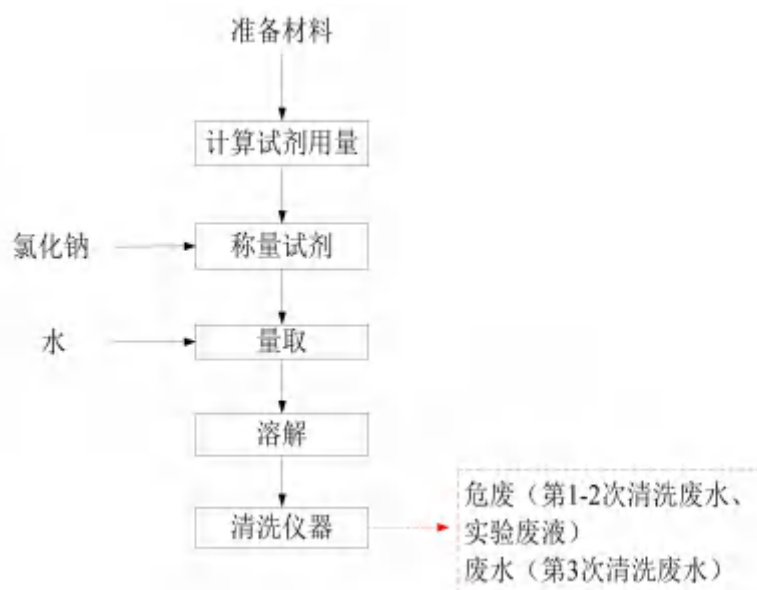 准备材料
计算试剂用量
氯化钠
称量试剂
水
量取
溶解
清洗仪器
危废（第1-2次清洗废水、
实验废液）
废水（第3次清洗废水）